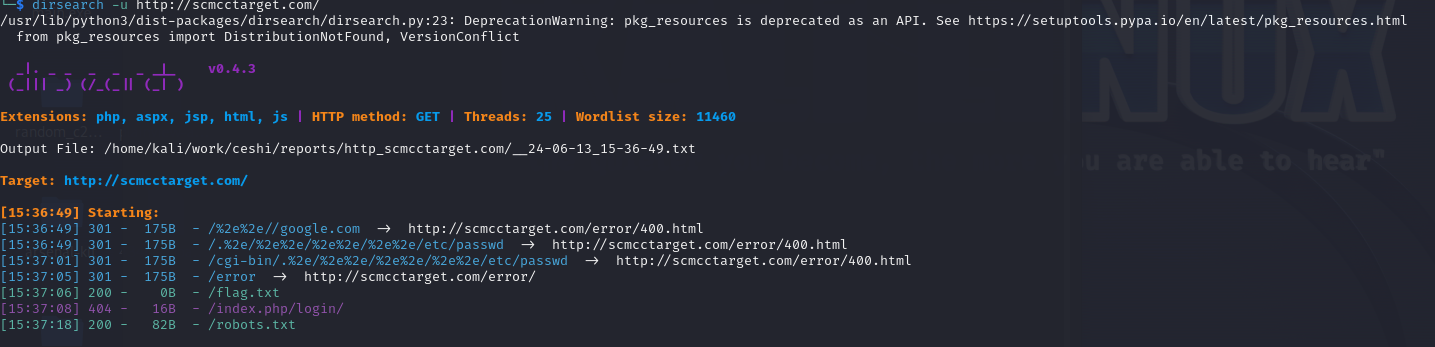 └─$ dirsearch -u http://scmcctarget.com/
/usr/lib/python3/dist-packages/dirsearch/dirsearch.py:23: DeprecationWarning: pkg_resources is deprecated as an API. See https://setuptools.pypa.io/en/latest/pkg_resources.html
  from pkg_resources import DistributionNotFound, VersionConflict
  _|. _ _  _  _  _ _|_    v0.4.3
 (_||| _) (/_(_|| (_| )
Extensions: php, aspx, jsp, html, js | HTTP method: GET | Threads: 25 | Wordlist size: 11460
random_c2...
Output File: /home/kali/work/ceshi/reports/http_scmcctarget.com/__24-06-13_15-36-49.txt
you are able to hear"
Target: http://scmcctarget.com/
[15:36:49] Starting:
[15:36:49] 301 -  175B  - /%2e%2e//google.com  ->  http://scmcctarget.com/error/400.html
[15:36:49] 301 -  175B  - /.%2e/%2e%2e/%2e%2e/%2e%2e/etc/passwd  ->  http://scmcctarget.com/error/400.html
[15:37:01] 301 -  175B  - /cgi-bin/.%2e/%2e%2e/%2e%2e/%2e%2e/etc/passwd  ->  http://scmcctarget.com/error/400.html
[15:37:05] 301 -  175B  - /error  ->  http://scmcctarget.com/error/
[15:37:06] 200 -    0B  - /flag.txt
[15:37:08] 404 -   16B  - /index.php/login/
[15:37:18] 200 -   82B  - /robots.txt